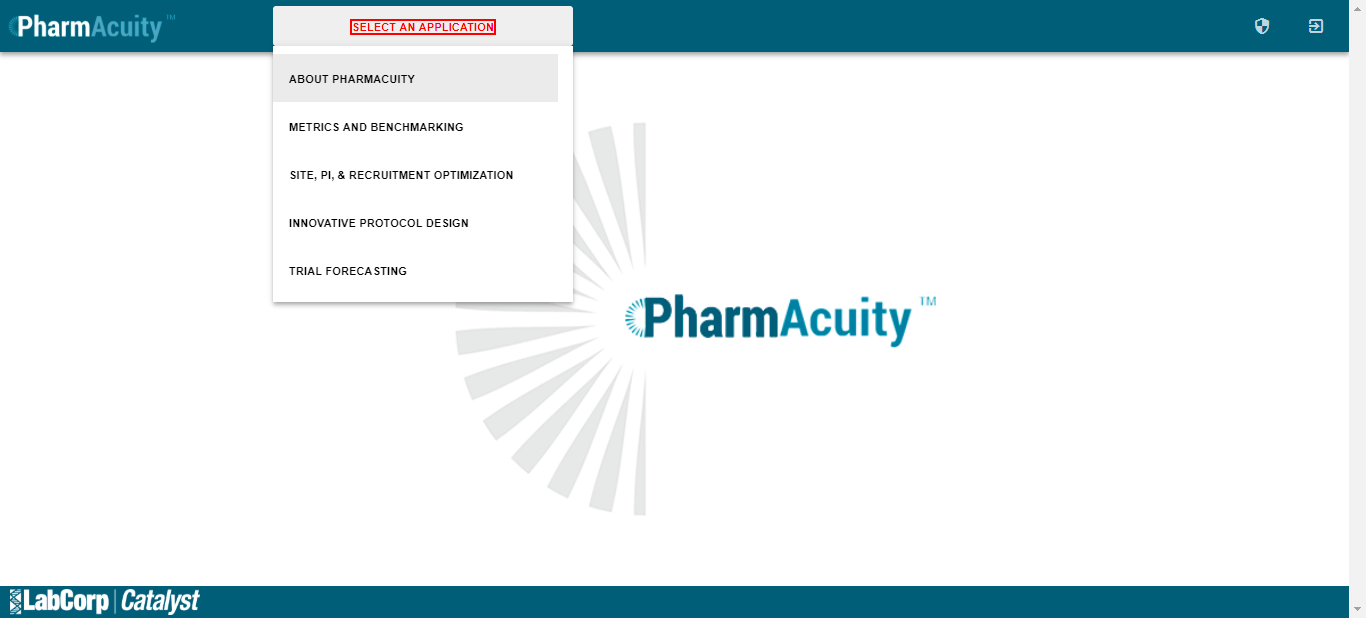 PharmAcuity™
SELECT AN APPLICATION
ABOUT PHARMACUITY
METRICS AND BENCHMARKING
SITE, PI, & RECRUITMENT OPTIMIZATION
INNOVATIVE PROTOCOL DESIGN
TRIAL FORECASTING
PharmAcuity™
LabCorp | Catalyst